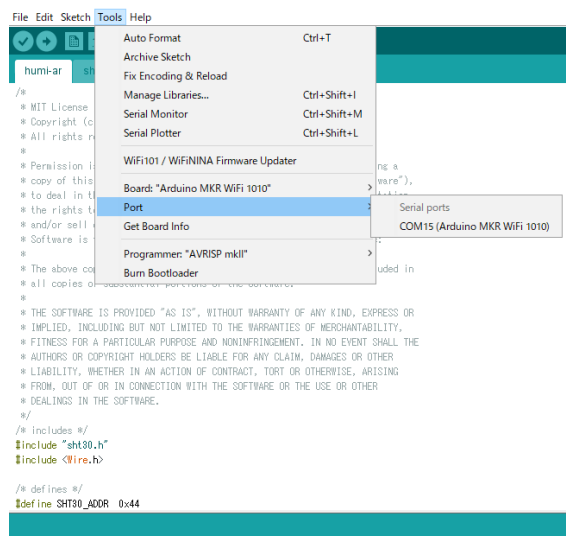 File Edit Sketch Tools Help
Auto Format Ctrl+T
Archive Sketch
Fix Encoding & Reload
Manage Libraries... Ctrl+Shift+I
Serial Monitor Ctrl+Shift+M
Serial Plotter Ctrl+Shift+L
WiFi101 / WiFiNINA Firmware Updater
Board: "Arduino MKR WiFi 1010"
Port
Get Board Info
Programmer: "AVRISP mkII"
Burn Bootloader
Serial ports
COM15 (Arduino MKR WiFi 1010)
humi-ar sh
/*
* MIT License
* Copyright (c
* All rights r
*
* Permission i
* copy of this ware"),
* to deal in t
* the rights t
* and/or sell
* Software is
*
* The above co uded in
* all copies or substantial portions of the Software.
*
* THE SOFTWARE IS PROVIDED "AS IS", WITHOUT WARRANTY OF ANY KIND, EXPRESS OR
* IMPLIED, INCLUDING BUT NOT LIMITED TO THE WARRANTIES OF MERCHANTABILITY,
* FITNESS FOR A PARTICULAR PURPOSE AND NONINFRINGEMENT. IN NO EVENT SHALL THE
* AUTHORS OR COPYRIGHT HOLDERS BE LIABLE FOR ANY CLAIM, DAMAGES OR OTHER
* LIABILITY, WHETHER IN AN ACTION OF CONTRACT, TORT OR OTHERWISE, ARISING
* FROM, OUT OF OR IN CONNECTION WITH THE SOFTWARE OR THE USE OR OTHER
* DEALINGS IN THE SOFTWARE.
*/
/* includes */
#include "sht30.h"
#include <Wire.h>
/* defines */
#define SHT30_ADDR 0x44